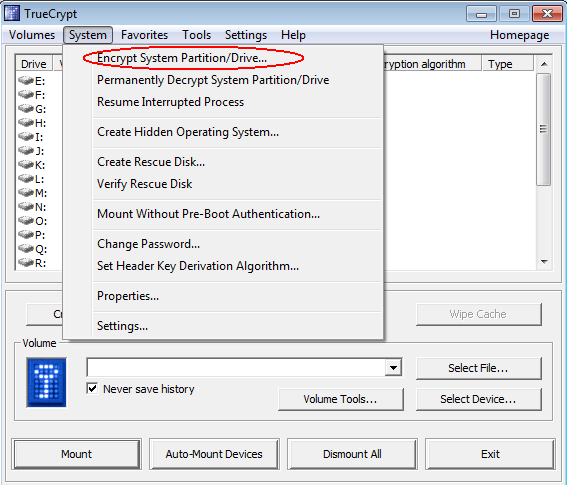 TrueCrypt
Volumes System Favorites Tools Settings Help Homepage
Drive V ryption algorithm Type
Encrypt System Partition/Drive...
Permanently Decrypt System Partition/Drive
Resume Interrupted Process
Create Hidden Operating System...
Create Rescue Disk...
Verify Rescue Disk
Mount Without Pre-Boot Authentication...
Change Password...
Set Header Key Derivation Algorithm...
Properties...
Settings...
E:
F:
G:
H:
I:
J:
K:
L:
M:
N:
O:
P:
Q:
R:
Cr
Wipe Cache
Volume
Select File...
Never save history
Volume Tools...
Select Device...
Mount
Auto-Mount Devices
Dismount All
Exit